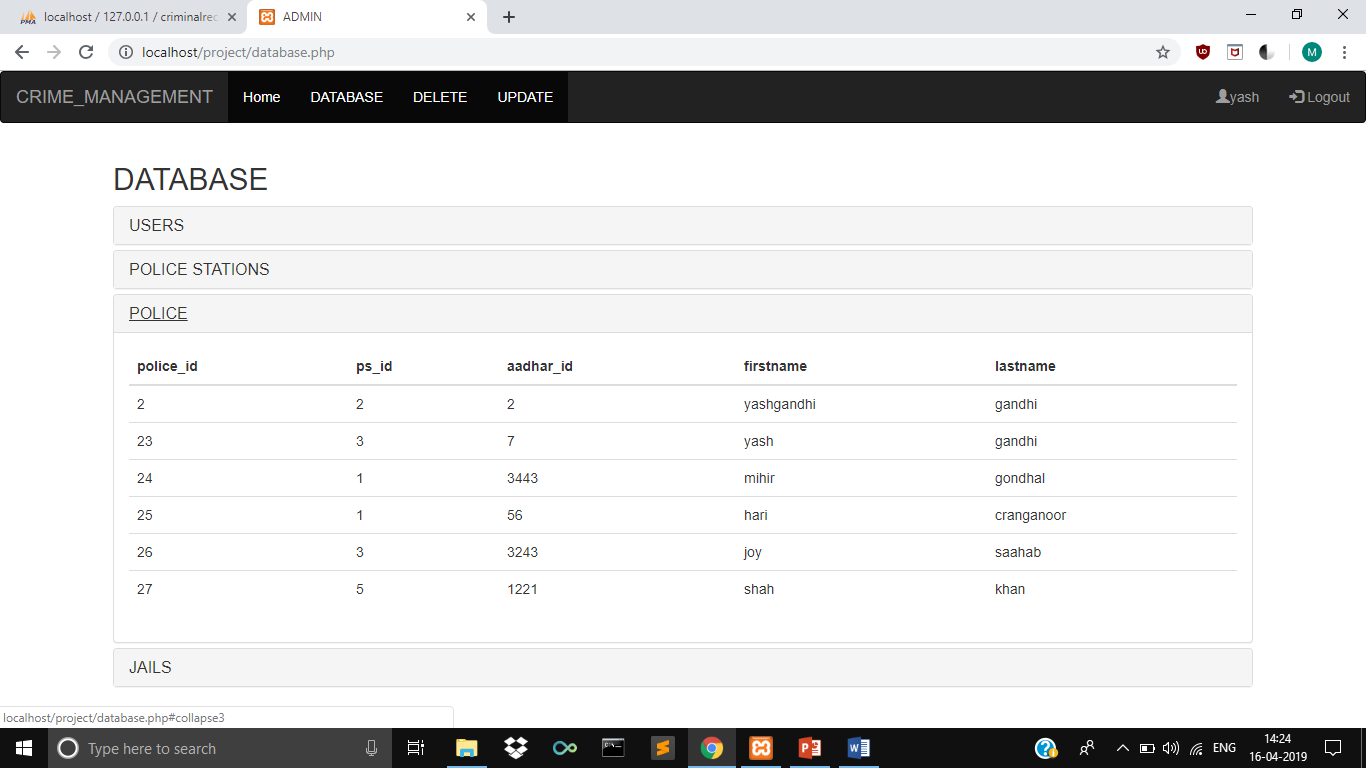 localhost / 127.0.0.1 / criminalrec
ADMIN
localhost/project/database.php
M
CRIME_MANAGEMENT Home DATABASE DELETE UPDATE yash Logout
DATABASE
USERS
POLICE STATIONS
POLICE
police_id ps_id aadhar_id firstname lastname
2 2 2 yashgandhi gandhi
23 3 7 yash gandhi
24 1 3443 mihir gondhal
25 1 56 hari cranganoor
26 3 3243 joy saahab
27 5 1221 shah khan
JAILS
localhost/project/database.php#collapse3
Type here to search
ENG
14:24
16-04-2019